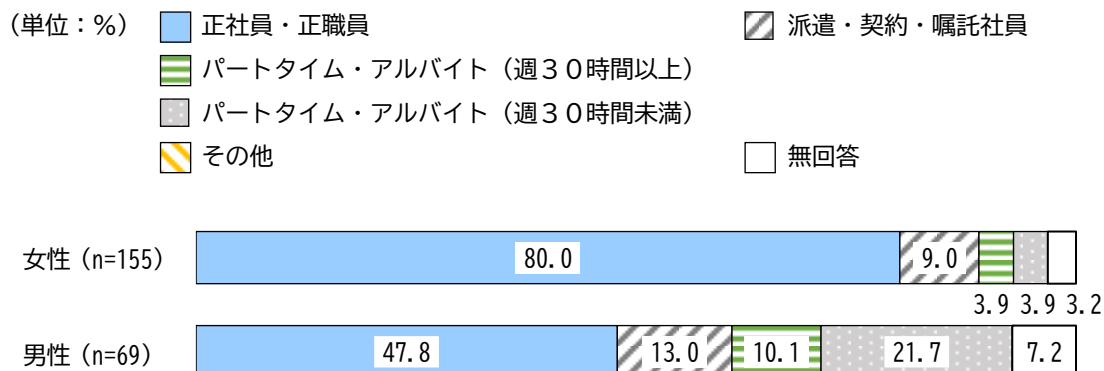 （単位：％） 正社員・正職員 派遣・契約・嘱託社員
パートタイム・アルバイト（週３０時間以上）
パートタイム・アルバイト（週３０時間未満）
その他 無回答
女性（n=155） 80.0 9.0
3.9 3.9 3.2
男性（n=69） 47.8 13.0 10.1 21.7 7.2